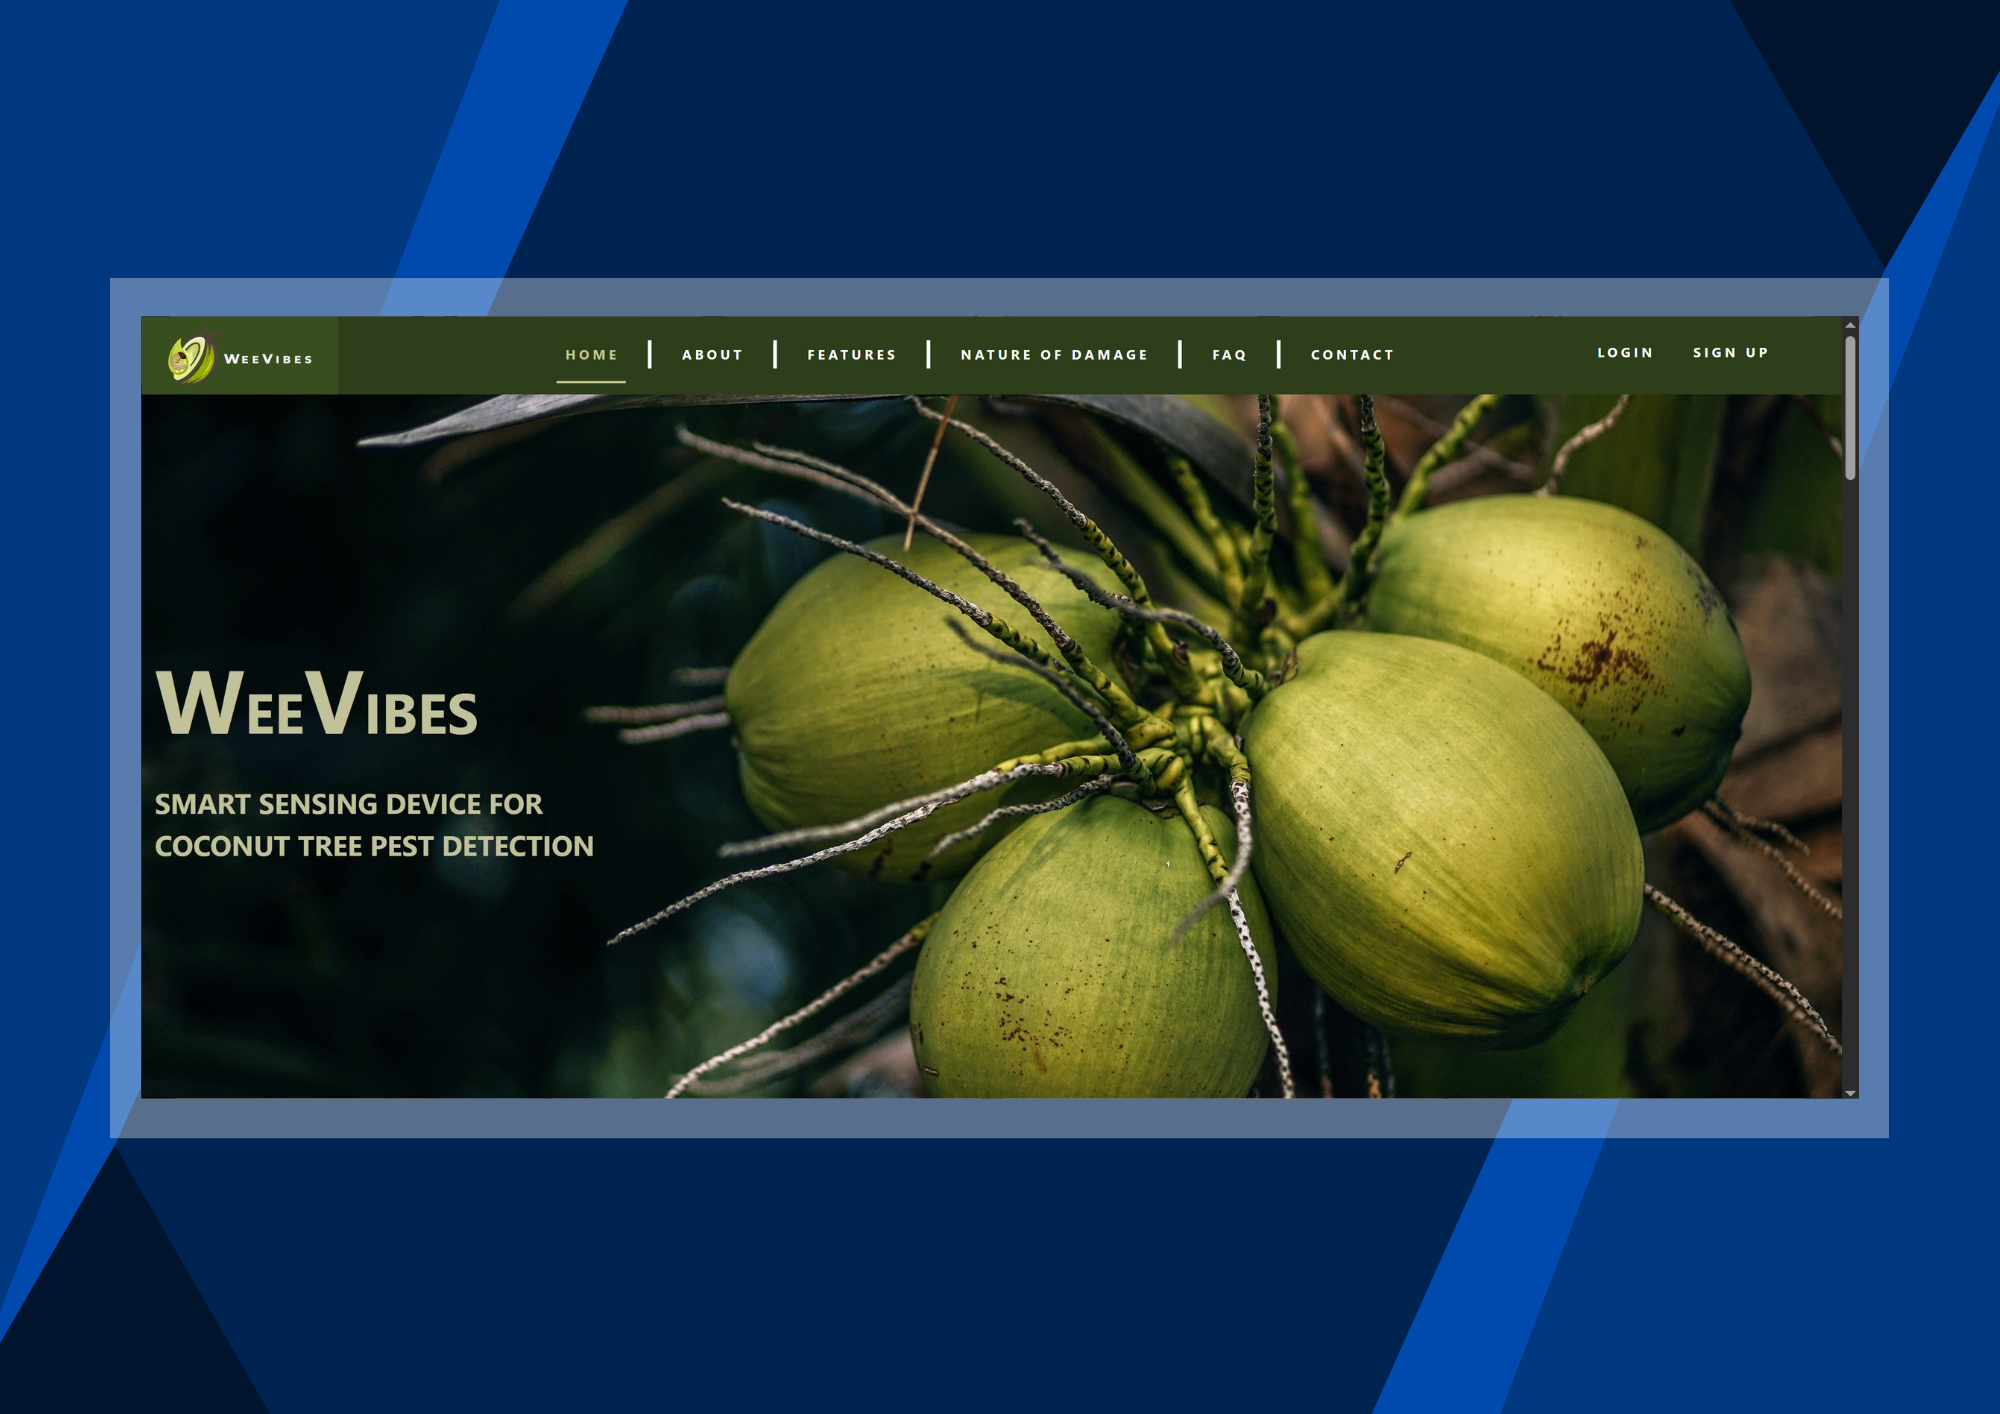 WEEVIBES
HOME | ABOUT | FEATURES | NATURE OF DAMAGE | FAQ | CONTACT
LOGIN SIGN UP
WEEVIBES
SMART SENSING DEVICE FOR
COCONUT TREE PEST DETECTION